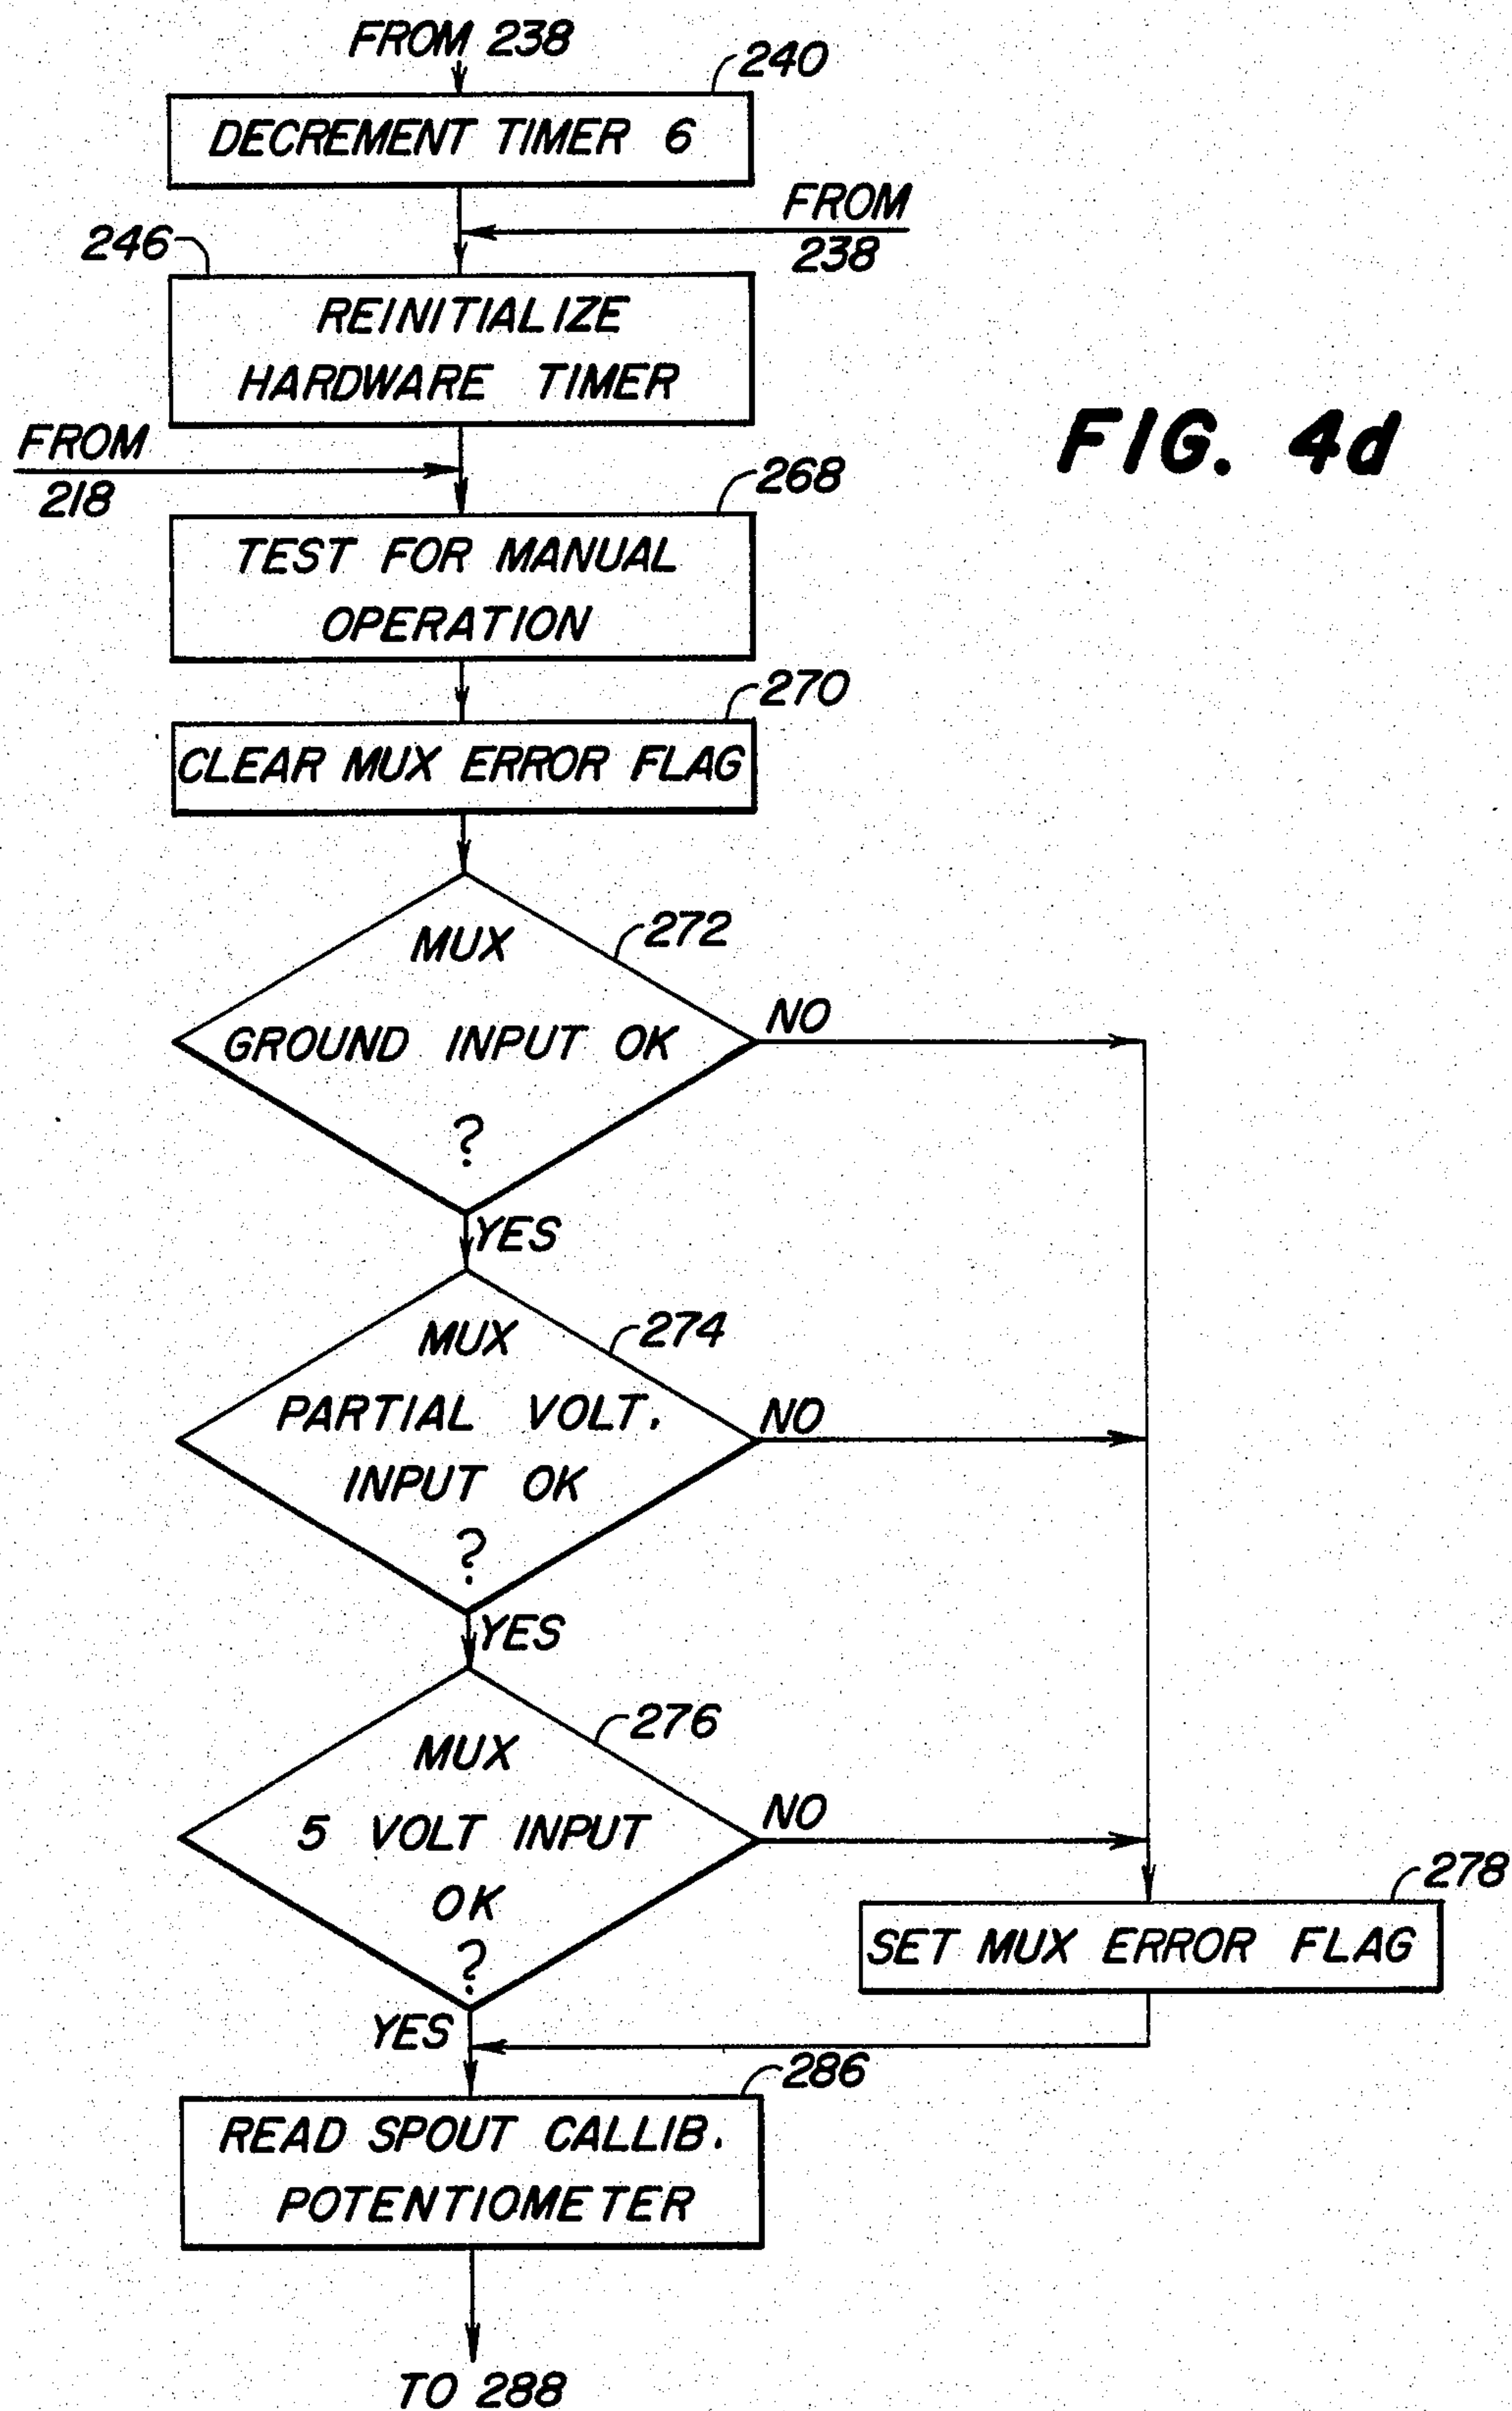 FROM 238
240
DECREMENT TIMER 6
FROM
238
246
REINITIALIZE
HARDWARE TIMER
FIG. 4d
FROM
218
268
TEST FOR MANUAL
OPERATION
270
CLEAR MUX ERROR FLAG
272
MUX
GROUND INPUT OK
?
NO
YES
274
MUX
PARTIAL VOLT.
INPUT OK
?
NO
YES
276
MUX
5 VOLT INPUT
OK
?
NO
YES
278
SET MUX ERROR FLAG
286
READ SPOUT CALLIB.
POTENTIOMETER
TO 288